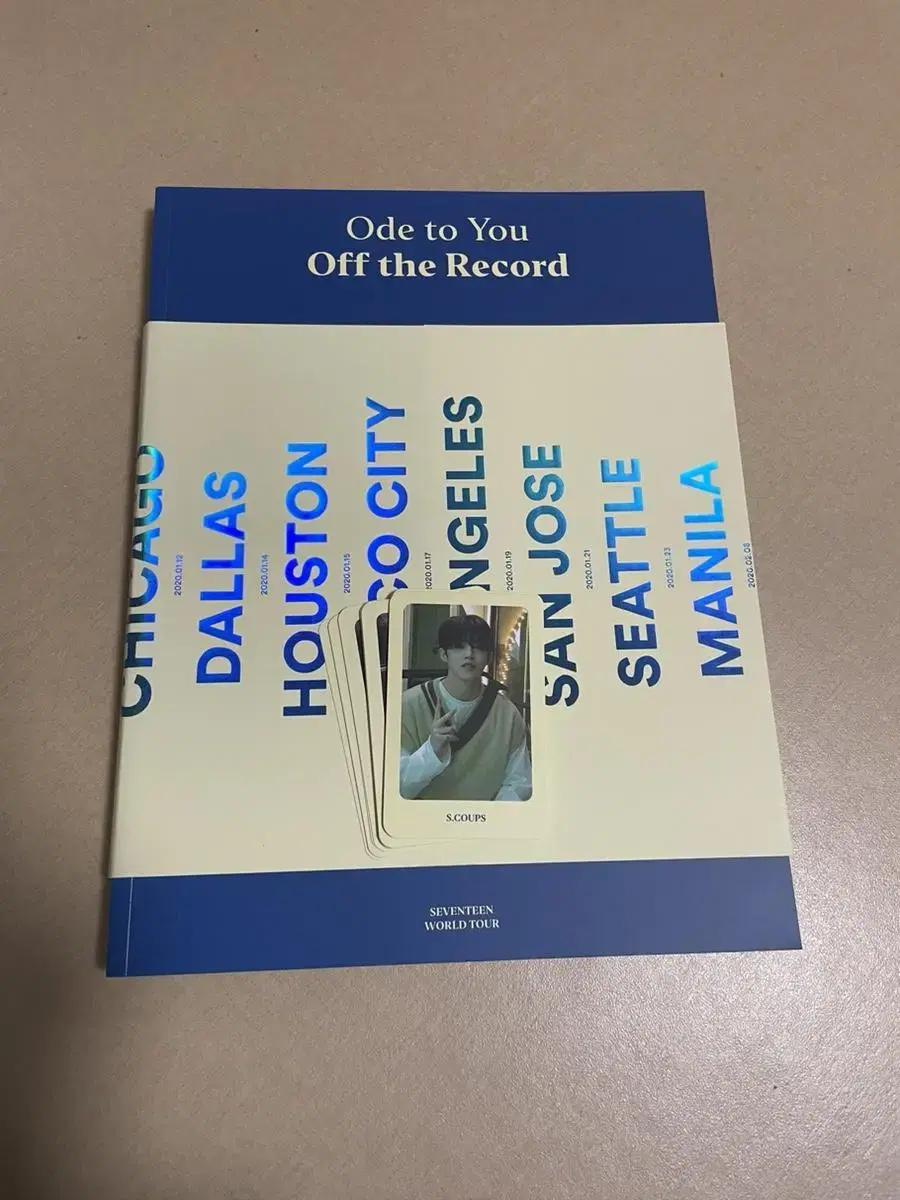 Ode to You
Off the Record
CHICAGO
2020.01.12
DALLAS
2020.01.14
HOUSTON
2020.01.15
CO CITY
2020.01.17
NGELES
2020.01.19
SAN JOSE
2020.01.21
SEATTLE
2020.01.23
MANILA
2020.02.08
S.COUPS
SEVENTEEN
WORLD TOUR